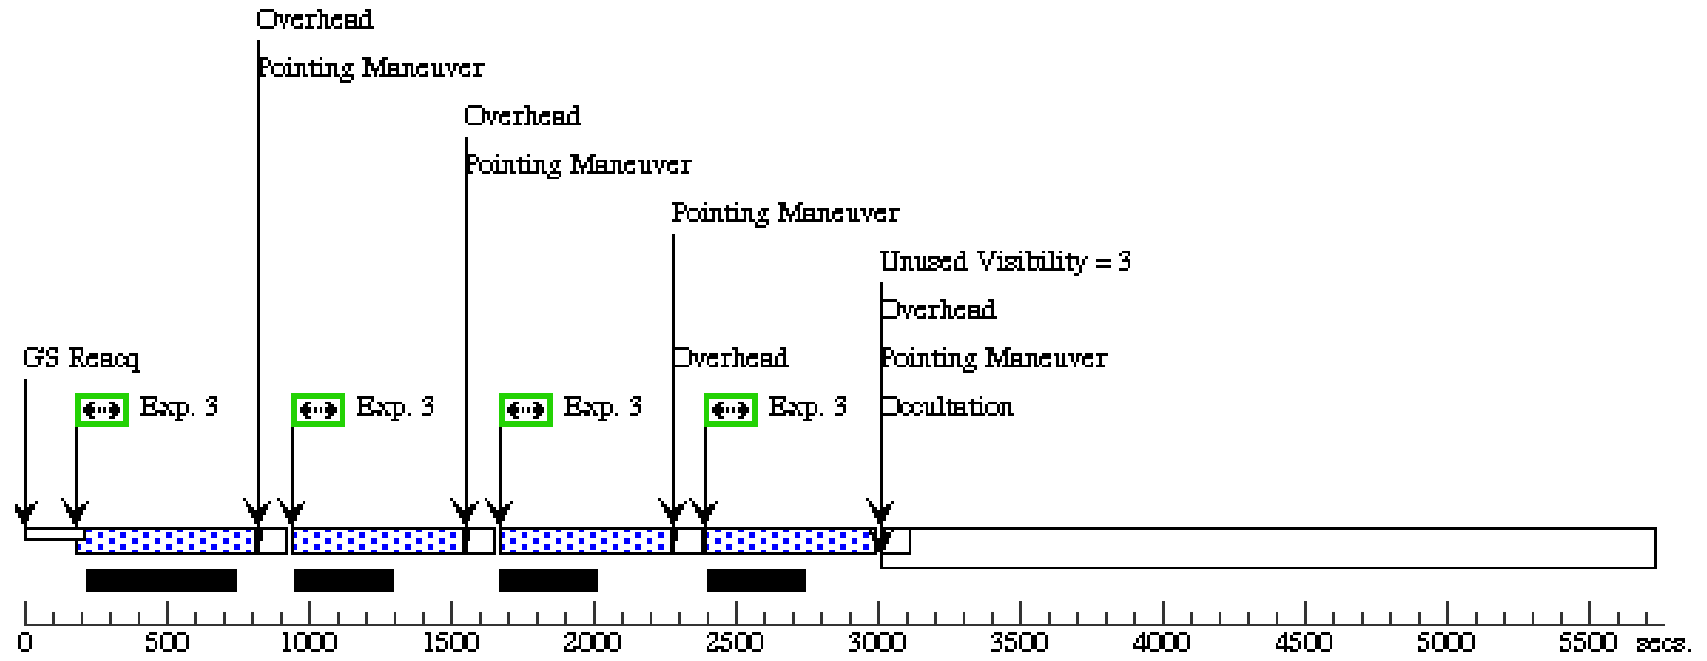 Overhead
Pointing Maneuver
Overhead
Pointing Maneuver
Pointing Maneuver
Unused Visibility = 3
Overhead
GS Reacq
Overhead
Pointing Maneuver
Exp. 3
Exp. 3
Exp. 3
Exp. 3
Occultation
0 500 1000 1500 2000 2500 3000 3500 4000 4500 5000 5500 secs.